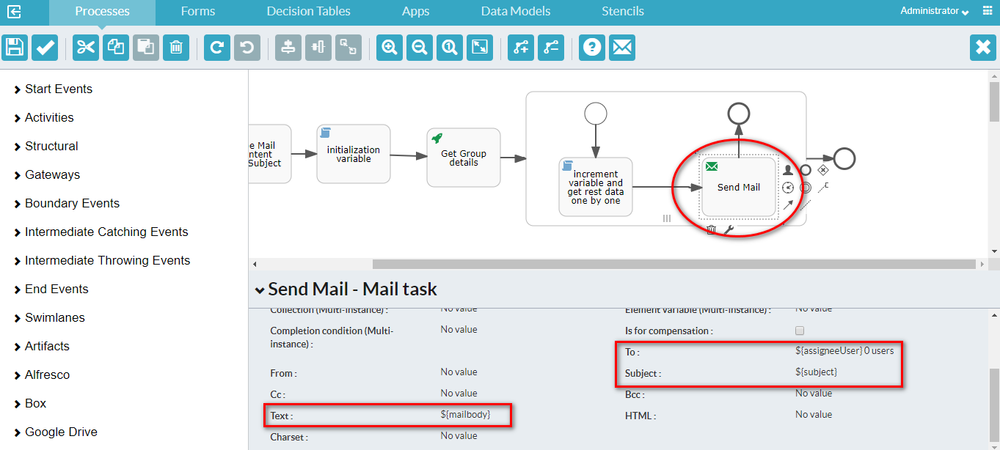 Processes Forms Decision Tables Apps Data Models Stencils Administrator
1 ?
Start Events
Activities
Structural
Gateways
Boundary Events
Intermediate Catching Events
Intermediate Throwing Events
End Events
Swimlanes
Artifacts
Alfresco
Box
Google Drive
e Mail
ntent
Subject
initialization
variable
Get Group
details
increment
variable and
get rest data
one by one
Send Mail
Send Mail - Mail task
Collection (Multi-instance) : No value Element variable (Multi-instance) : No value
Completion condition (Multi-instance) : No value Is for compensation :
To : ${assigneeUser} 0 users
From : No value Subject : ${subject}
Cc : No value Bcc : No value
Text : ${mailbody} HTML : No value
Charset : No value